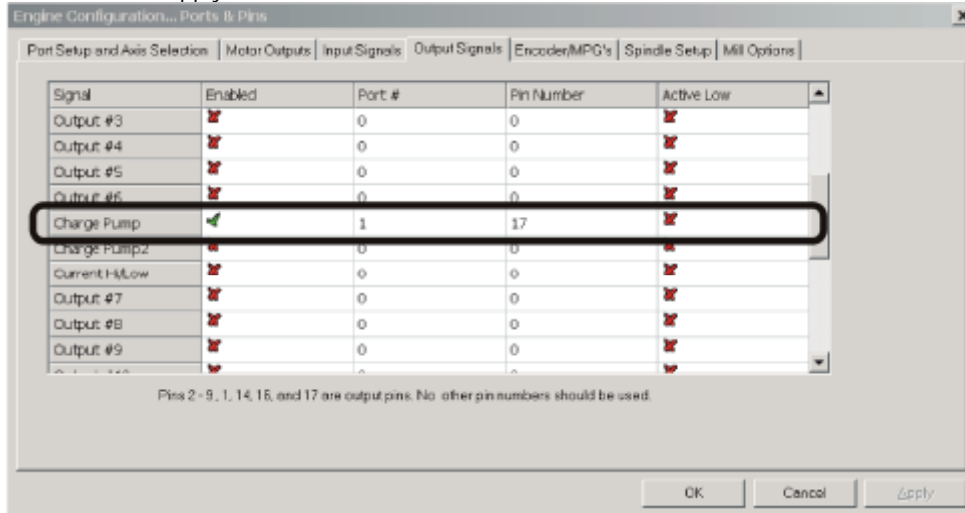 Engine Configuration... Ports & Pins
Port Setup and Axis Selection Motor Outputs Input Signals Output Signals Encoder/MPG's Spindle Setup Mill Options
Signal Enabled Port # Pin Number Active Low
Output #3 0 0
Output #4 0 0
Output #5 0 0
Output #6 0 0
Charge Pump 1 17
Charge Pump2 0 0
Current Hi/Low 0 0
Output #7 0 0
Output #8 0 0
Output #9 0 0
Pins 2 - 9, 1, 14, 16, and 17 are output pins. No other pin numbers should be used.
OK Cancel Apply